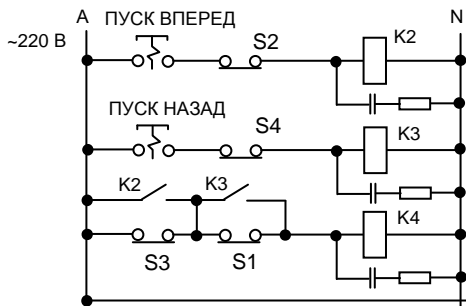 A ПУСК ВПЕРЕД N
~220 В S2 K2
ПУСК НАЗАД
S4 K3
K2 K3
K4
S3 S1